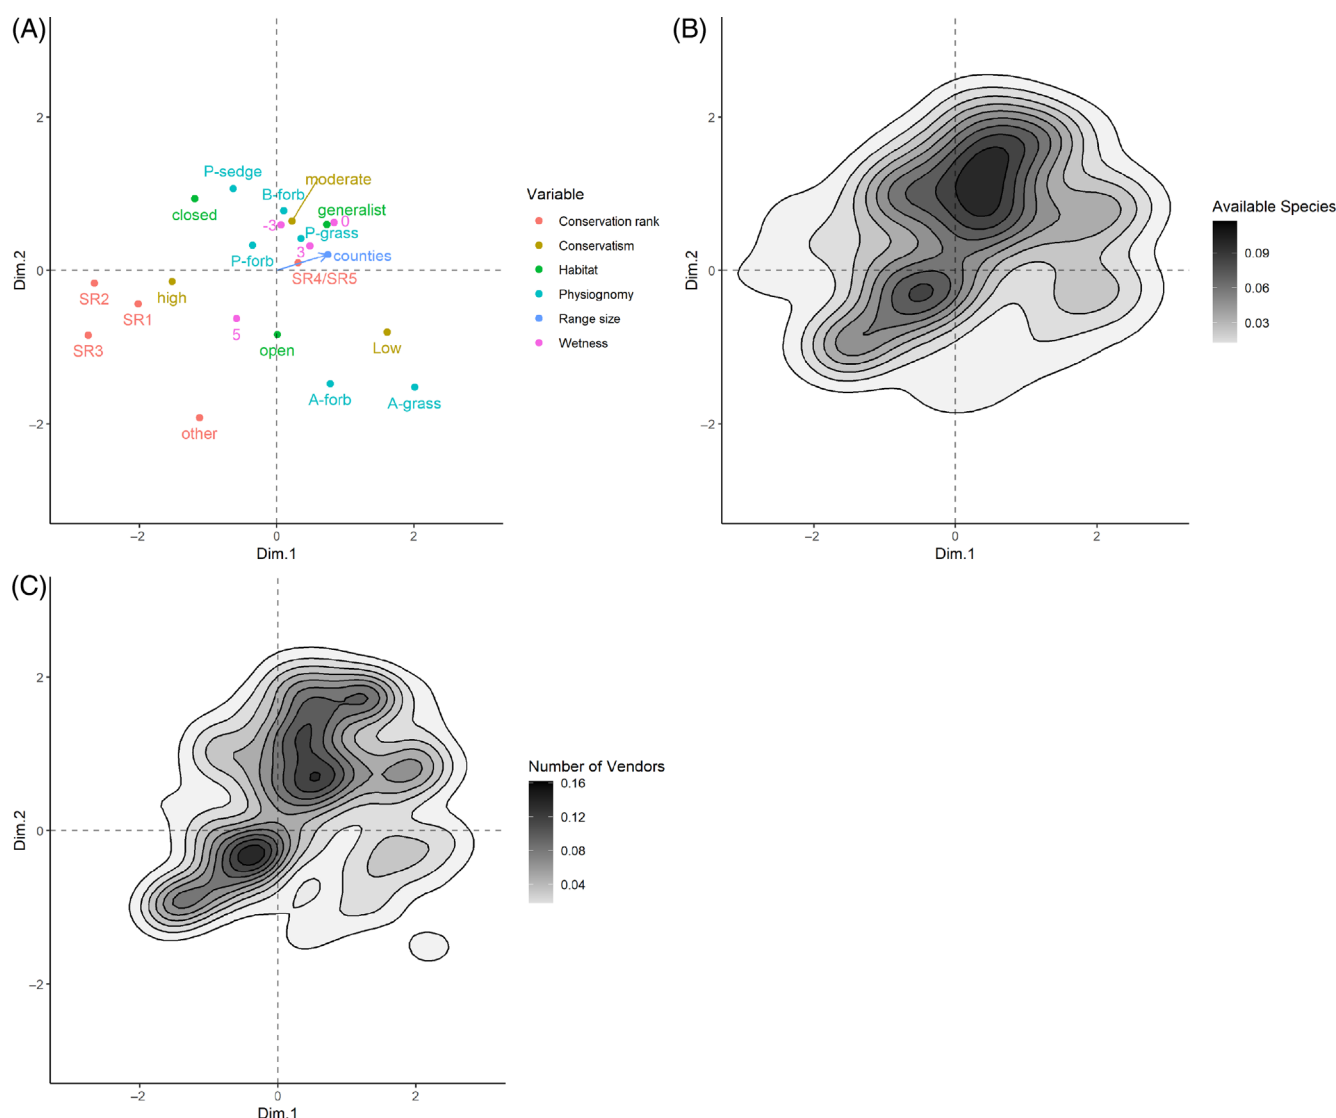 (A)
Dim.2
2
0
−2
P-sedge
closed
moderate
B-forb
generalist
-3
0
P-grass
3
P-forb
counties
SR4/SR5
SR2
high
SR1
SR3
5
open
Low
A-forb
A-grass
other
−2
0
2
Dim.1
Variable
Conservation rank
Conservatism
Habitat
Physiognomy
Range size
Wetness
(B)
Dim.2
2
0
−2
−2
0
2
Dim.1
Available Species
0.09
0.06
0.03
(C)
Dim.2
2
0
−2
−2
0
2
Dim.1
Number of Vendors
0.16
0.12
0.08
0.04